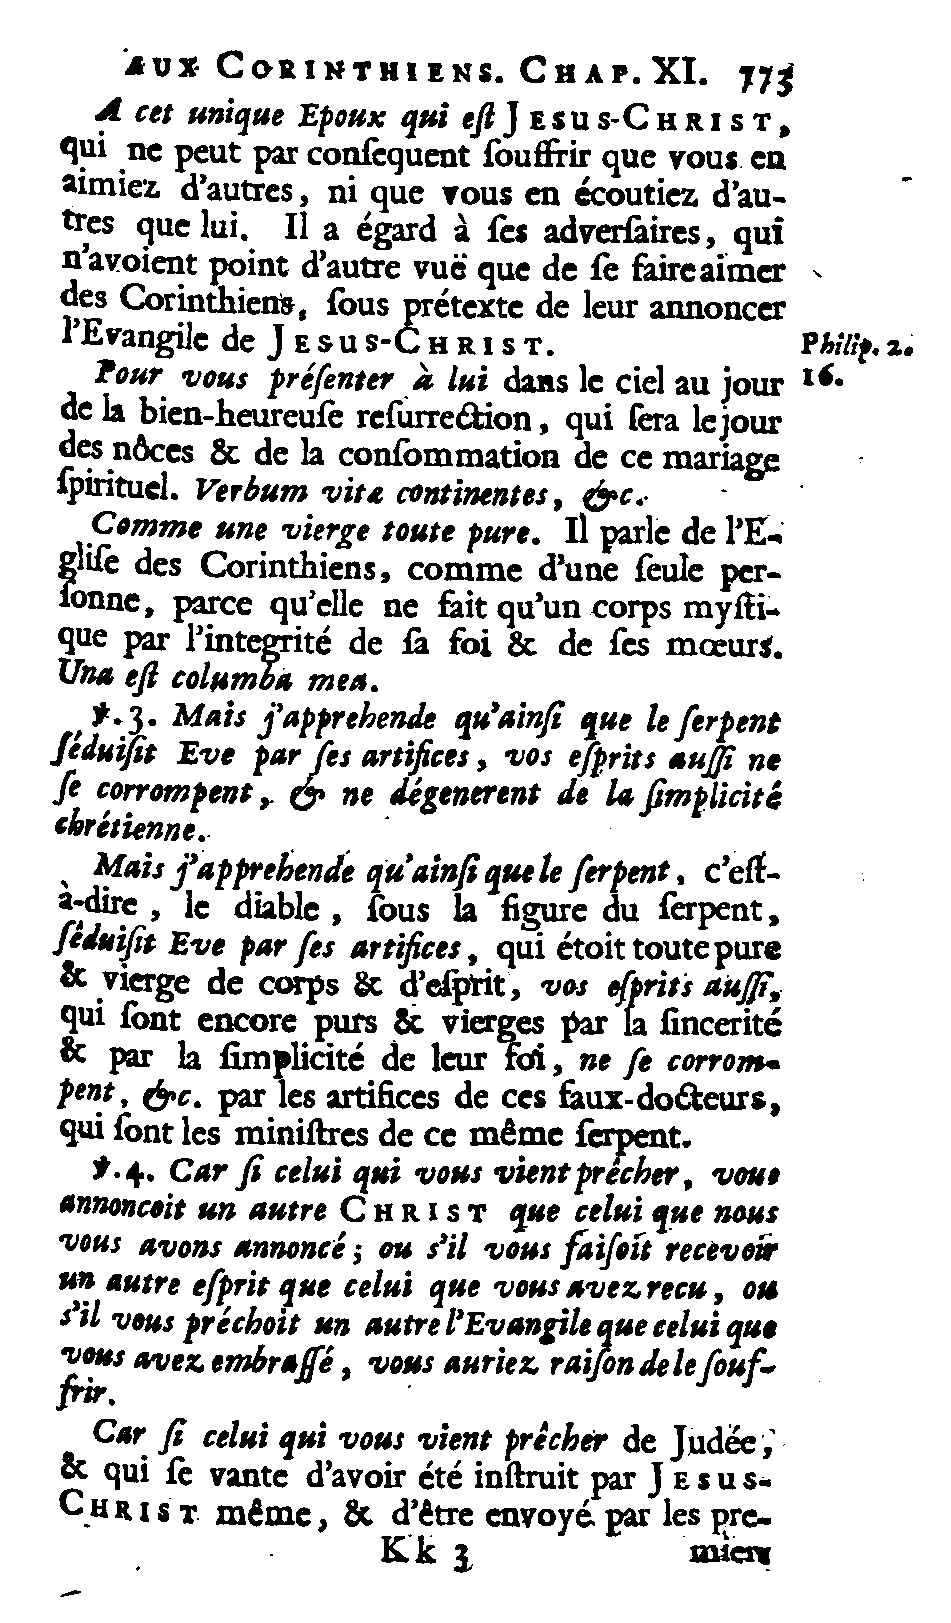 AUX CORINTHIENS. CHAP. XI. 773
A cet unique Epoux qui eſt JESUS-CHRIST,
qui ne peut par conſequent ſouffrir que vous en
aimiez d'autres, ni que vous en écoutiez d'au-
tres que lui. Il a égard à ſes adverſaires, qui
n'avoient point d'autre vuë que de ſe faire aimer
des Corinthiens, ſous prétexte de leur annoncer
l'Evangile de JESUS-CHRIST.
Philip. 2.
16.
Pour vous préſenter à lui dans le ciel au jour
de la bien-heureuſe reſurrection, qui ſera le jour
des nôces & de la conſommation de ce mariage
ſpirituel. Verbum vitæ continentes, &c.
Comme une vierge toute pure. Il parle de l'E-
gliſe des Corinthiens, comme d'une ſeule per-
ſonne, parce qu'elle ne fait qu'un corps myſti-
que par l'integrité de ſa foi & de ſes mœurs.
Una eſt columba mea.
℣.3. Mais j'apprehende qu'ainſi que le ſerpent
ſéduiſit Eve par ſes artifices, vos eſprits auſſi ne
ſe corrompent, & ne dégenerent de la ſimplicité
chrétienne.
Mais j'apprehende qu'ainſi que le ſerpent, c'eſt-
à-dire, le diable, ſous la figure du ſerpent,
ſéduiſit Eve par ſes artifices, qui étoit toute pure
& vierge de corps & d'eſprit, vos eſprits auſſi,
qui ſont encore purs & vierges par la ſincerité
& par la ſimplicité de leur foi, ne ſe corrom-
pent, &c. par les artifices de ces faux-docteurs,
qui ſont les miniſtres de ce même ſerpent.
℣.4. Car ſi celui qui vous vient prêcher, vous
annonçoit un autre CHRIST que celui que nous
vous avons annoncé; ou s'il vous faiſoit recevoir
un autre eſprit que celui que vous avez recu, ou
s'il vous préchoit un autre l'Evangile que celui que
vous avez embraſſé, vous auriez raiſon de le ſouf-
frir.
Car ſi celui qui vous vient prêcher de Judée,
& qui ſe vante d'avoir été inſtruit par JESUS-
CHRIST même, & d'être envoyé par les pre-
Kk 3 miers